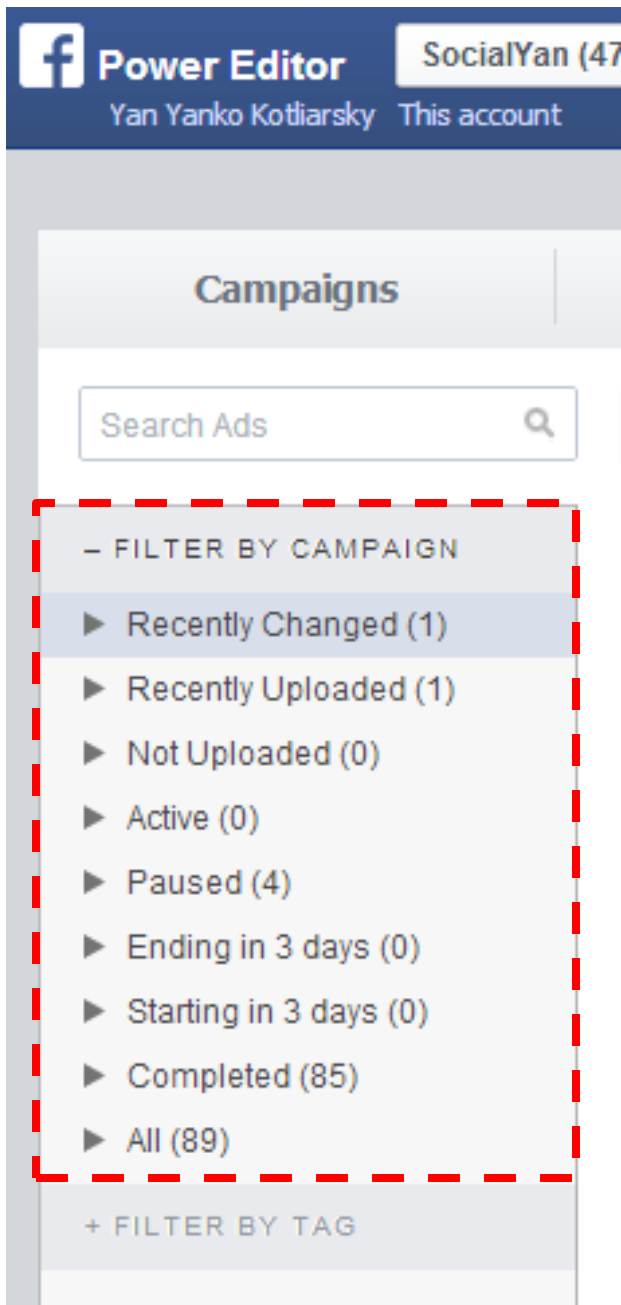 Power Editor SocialYan (47
Yan Yanko Kotliarsky This account
Campaigns
Search Ads
– FILTER BY CAMPAIGN
Recently Changed (1)
Recently Uploaded (1)
Not Uploaded (0)
Active (0)
Paused (4)
Ending in 3 days (0)
Starting in 3 days (0)
Completed (85)
All (89)
+ FILTER BY TAG